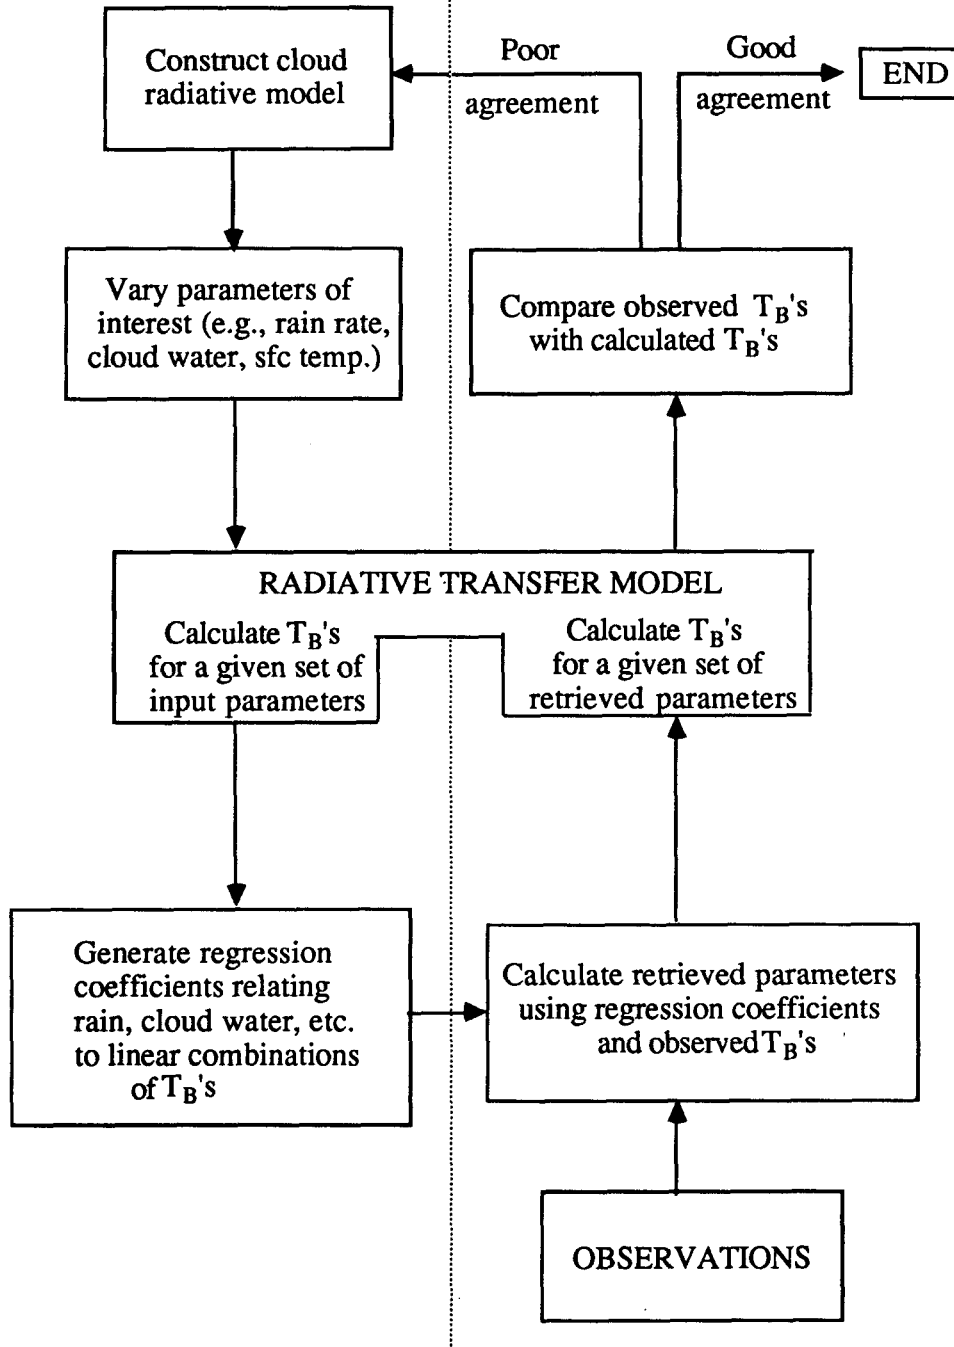 Construct cloud
radiative model
Poor
agreement
Good
agreement
END
Vary parameters of
interest (e.g., rain rate,
cloud water, sfc temp.)
Compare observed T_B's
with calculated T_B's
RADIATIVE TRANSFER MODEL
Calculate T_B's
for a given set of
input parameters
Calculate T_B's
for a given set of
retrieved parameters
Generate regression
coefficients relating
rain, cloud water, etc.
to linear combinations
of T_B's
Calculate retrieved parameters
using regression coefficients
and observed T_B's
OBSERVATIONS